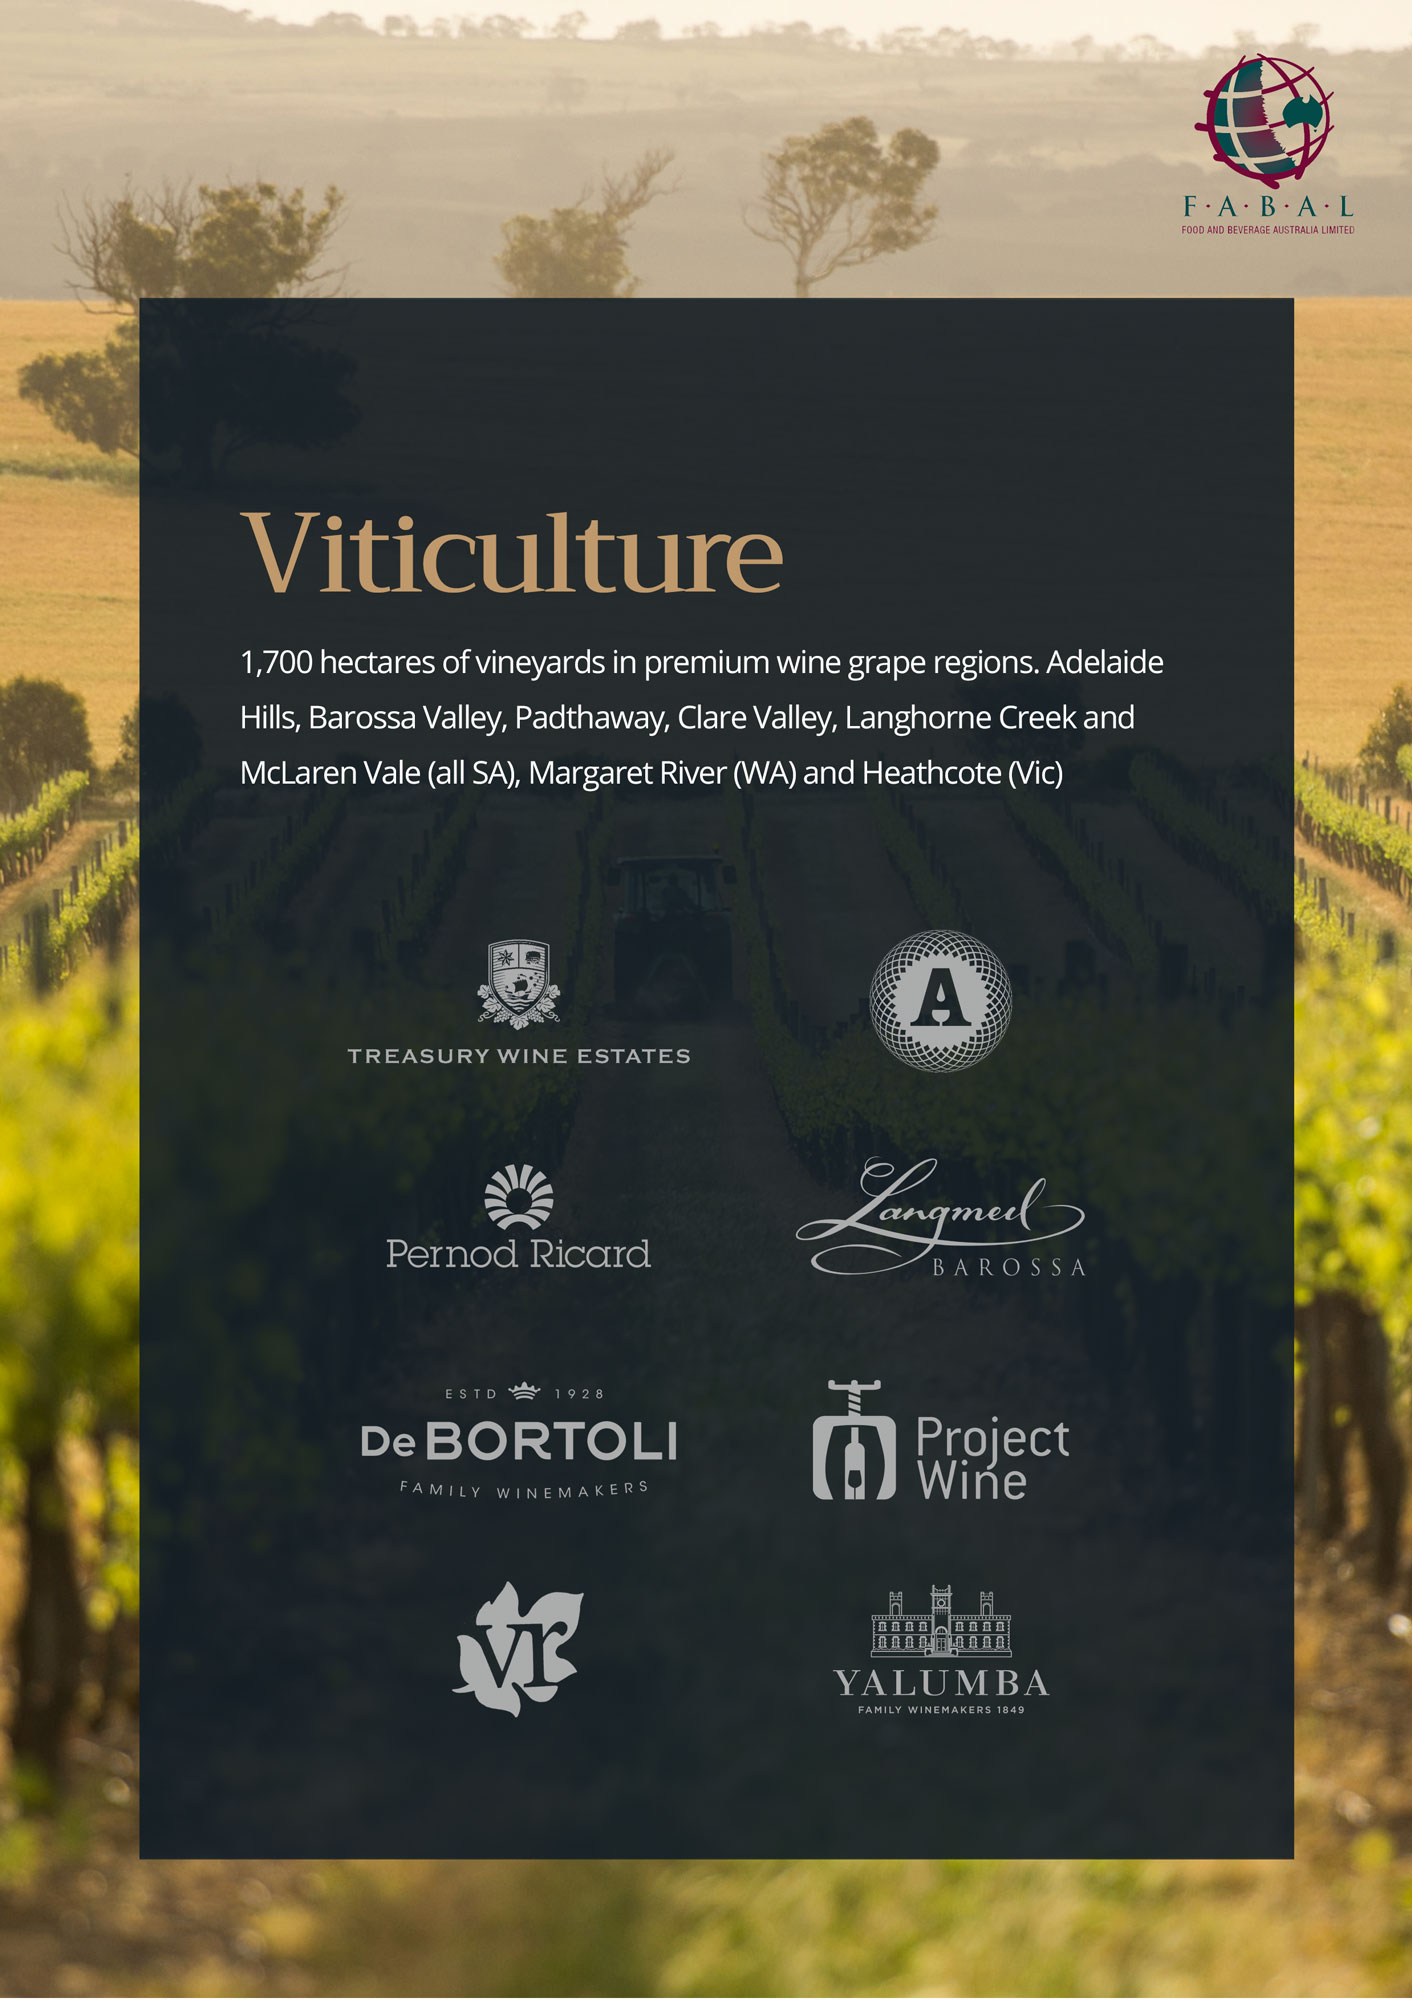 F·A·B·A·L
FOOD AND BEVERAGE AUSTRALIA LIMITED
Viticulture
1,700 hectares of vineyards in premium wine grape regions. Adelaide
Hills, Barossa Valley, Padthaway, Clare Valley, Langhorne Creek and
McLaren Vale (all SA), Margaret River (WA) and Heathcote (Vic)
TREASURY WINE ESTATES
A
Pernod Ricard
Langmeil
BAROSSA
ESTD 1928
De BORTOLI
FAMILY WINEMAKERS
Project
Wine
vr
YALUMBA
FAMILY WINEMAKERS 1849